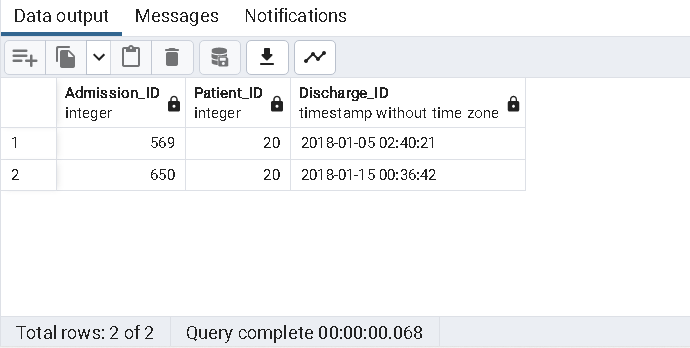 Data output Messages Notifications
Admission_ID Patient_ID Discharge_ID
integer integer timestamp without time zone
1 569 20 2018-01-05 02:40:21
2 650 20 2018-01-15 00:36:42
Total rows: 2 of 2 Query complete 00:00:00.068